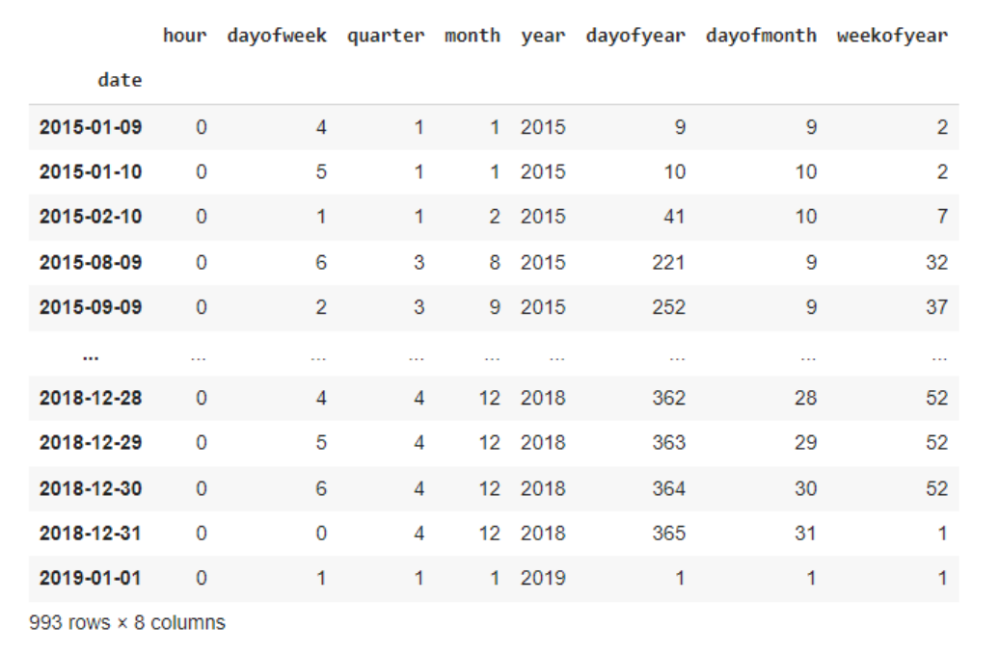 hour dayofweek quarter month year dayofyear dayofmonth weekofyear
date
2015-01-09 0 4 1 1 2015 9 9 2
2015-01-10 0 5 1 1 2015 10 10 2
2015-02-10 0 1 1 2 2015 41 10 7
2015-08-09 0 6 3 8 2015 221 9 32
2015-09-09 0 2 3 9 2015 252 9 37
... ... ... ... ... ... ... ... ...
2018-12-28 0 4 4 12 2018 362 28 52
2018-12-29 0 5 4 12 2018 363 29 52
2018-12-30 0 6 4 12 2018 364 30 52
2018-12-31 0 0 4 12 2018 365 31 1
2019-01-01 0 1 1 1 2019 1 1 1
993 rows × 8 columns